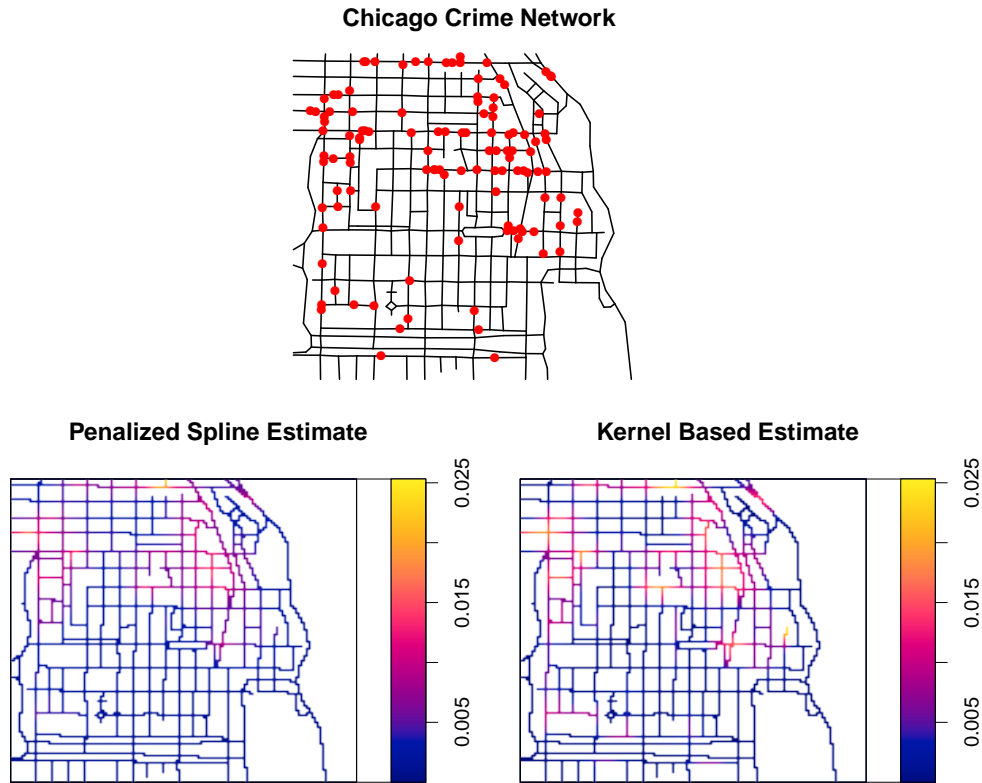 Chicago Crime Network
Penalized Spline Estimate
0.025
0.015
0.005
Kernel Based Estimate
0.025
0.015
0.005